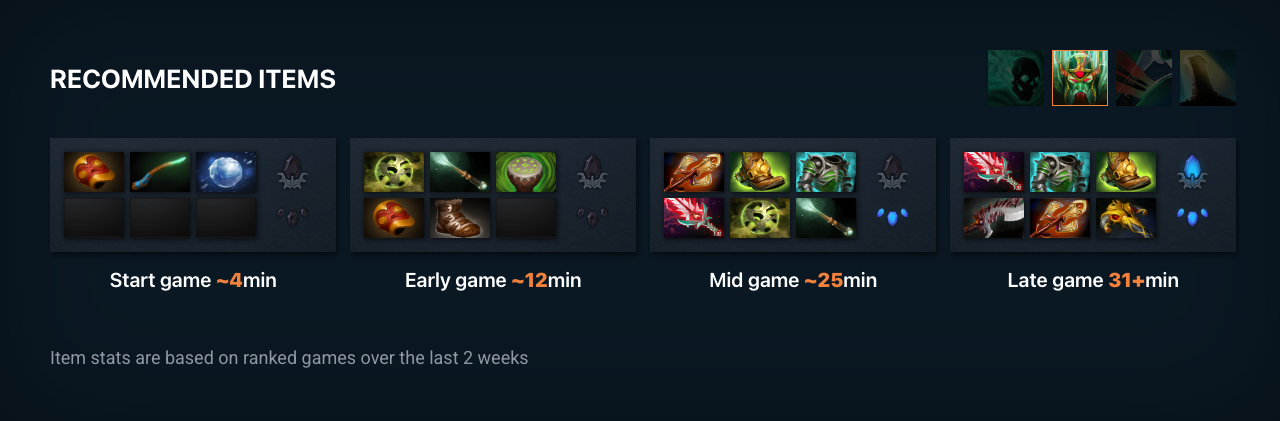 RECOMMENDED ITEMS
Start game ~4min
Early game ~12min
Mid game ~25min
Late game 31+min
Item stats are based on ranked games over the last 2 weeks